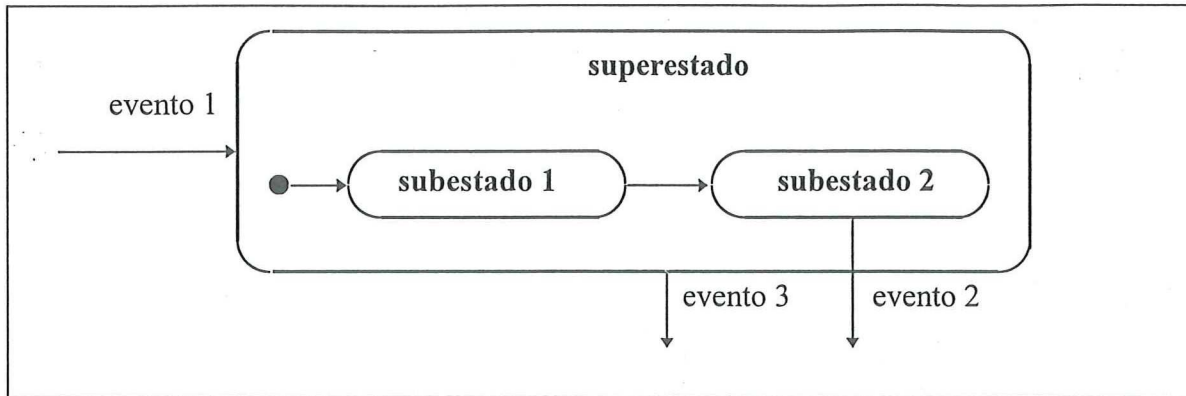 superestado
evento 1
subestado 1
subestado 2
evento 3
evento 2